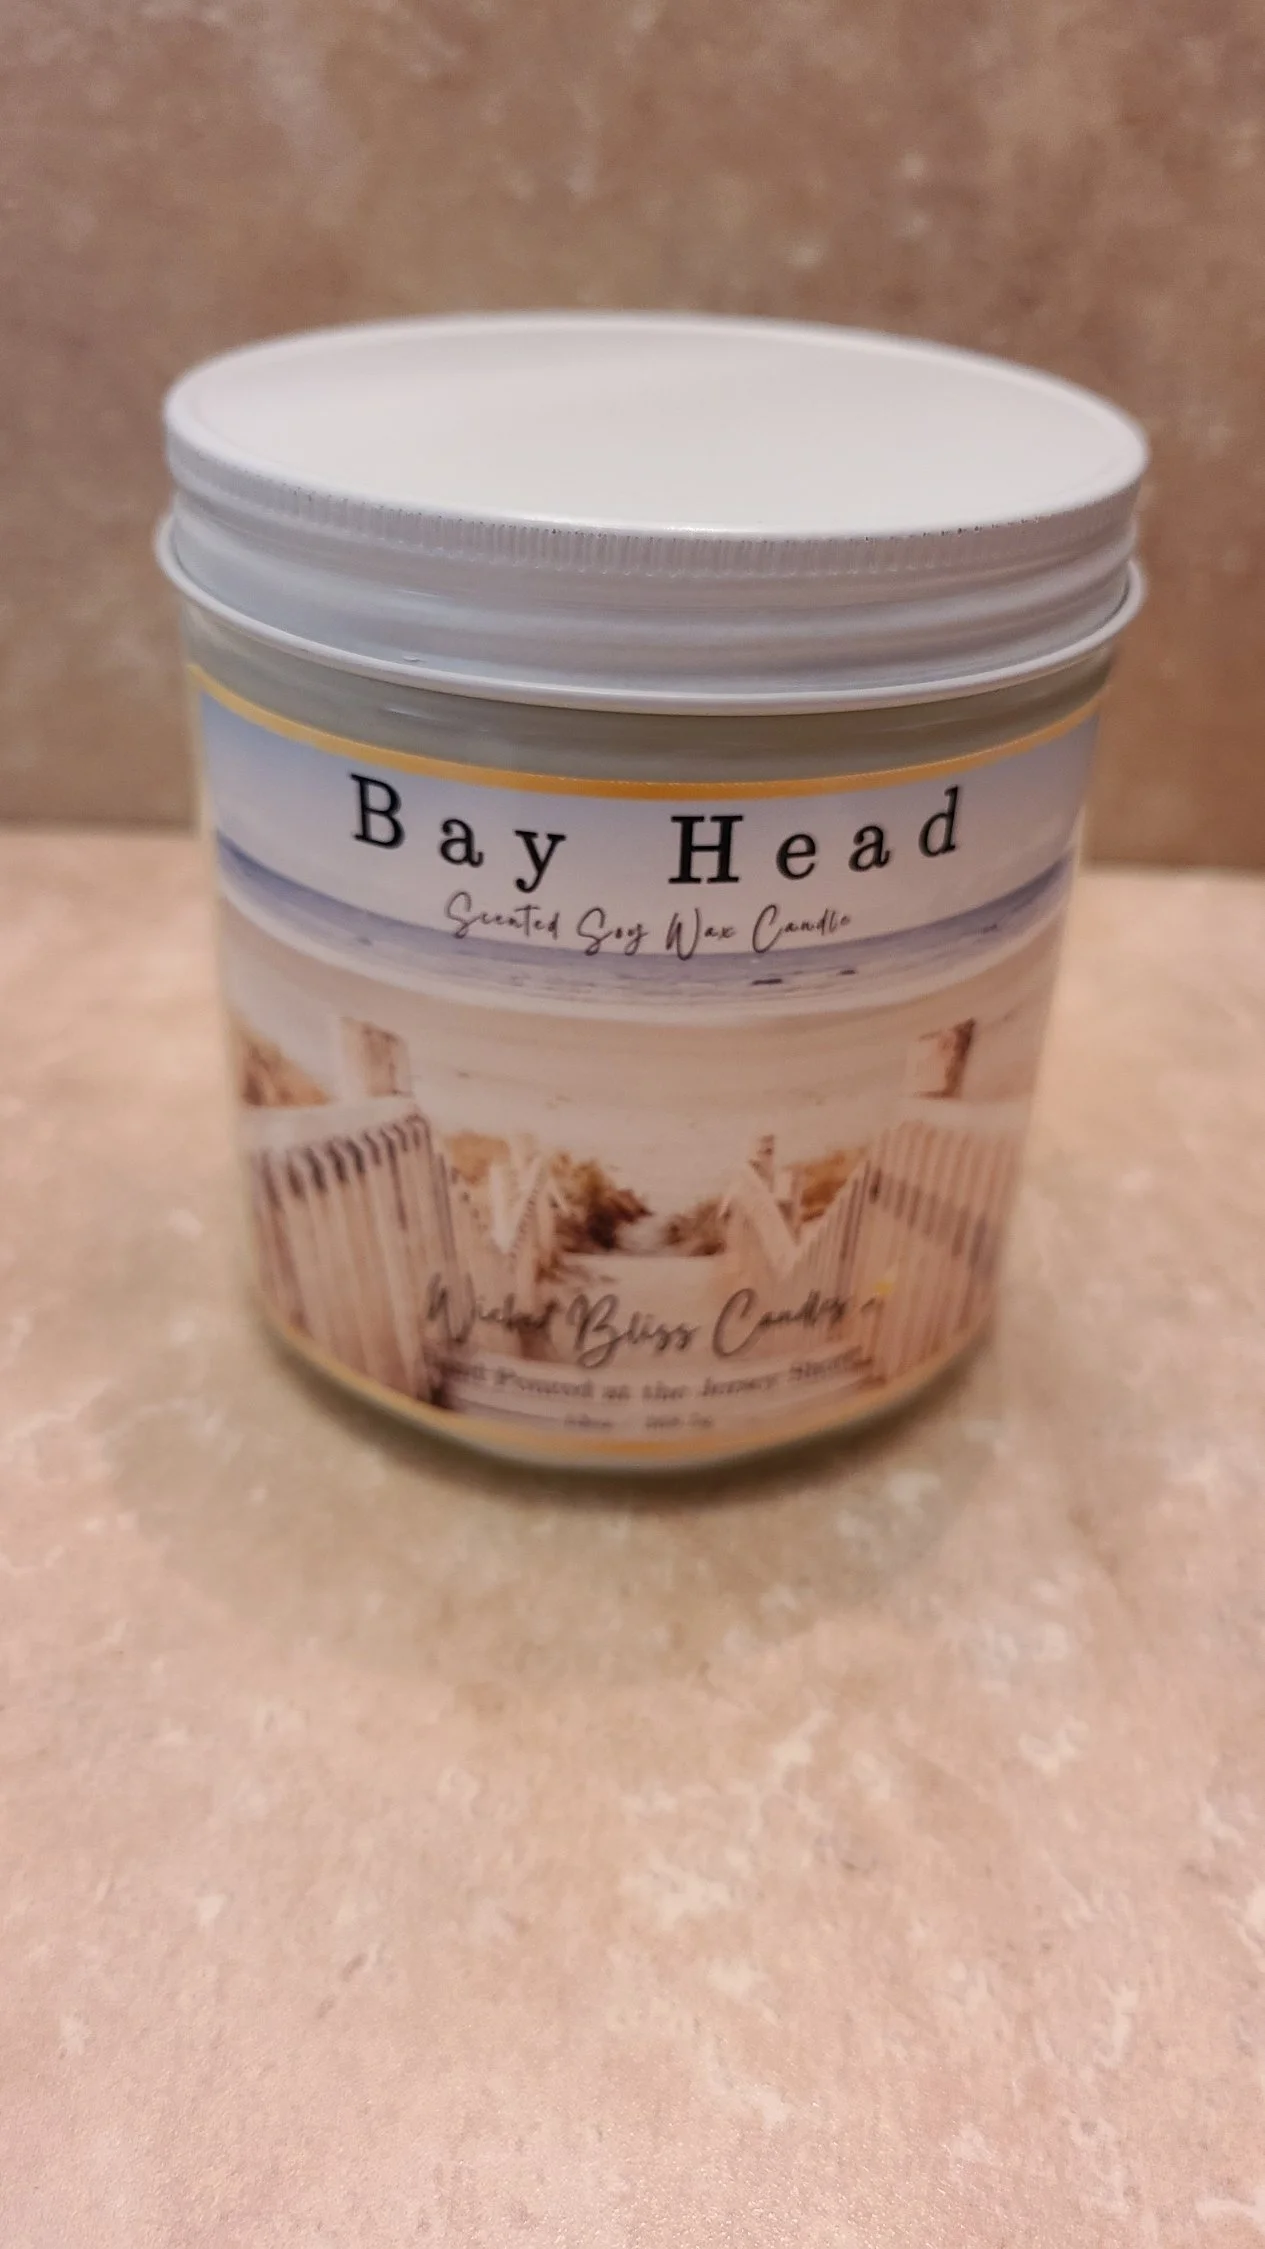 Bay Head
Scented Soy Wax Candle
Wicked Bliss Candles
Poured at the Jersey Shore